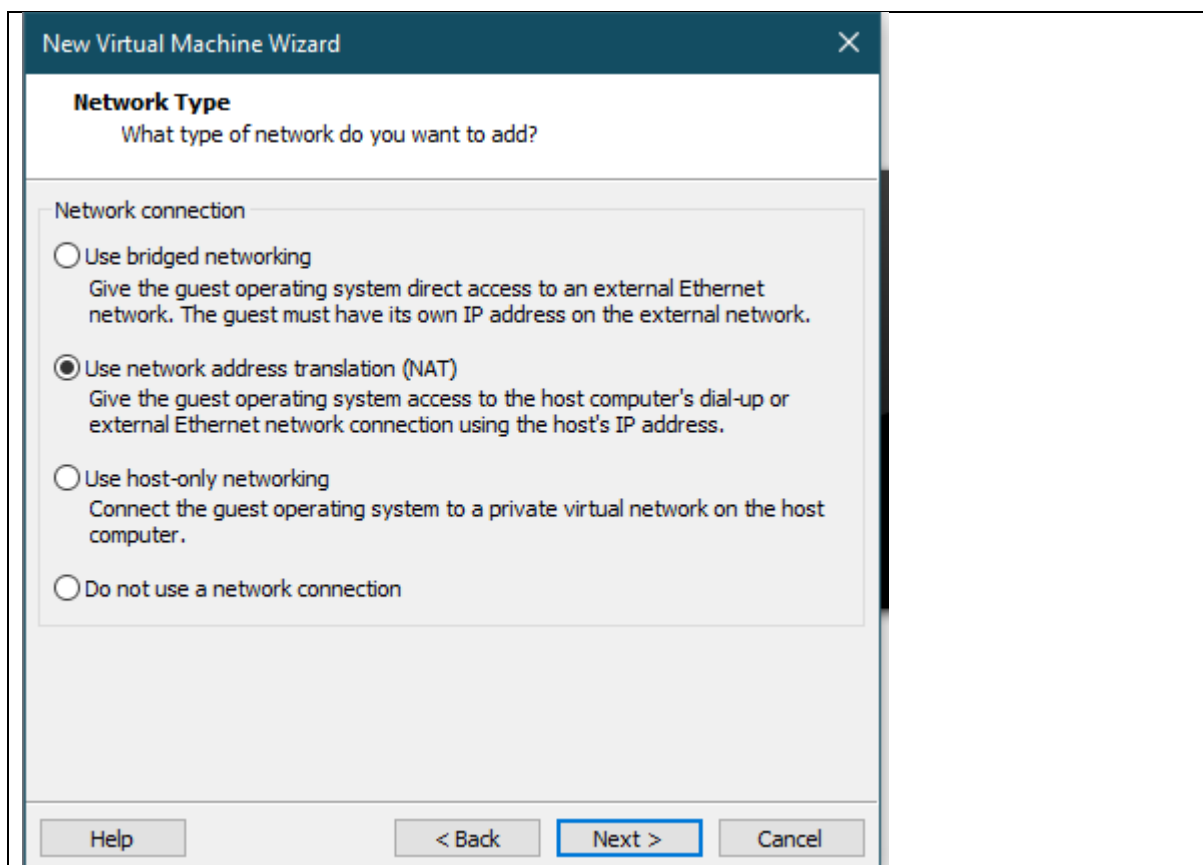 New Virtual Machine Wizard
Network Type
What type of network do you want to add?
Network connection
Use bridged networking
Give the guest operating system direct access to an external Ethernet
network. The guest must have its own IP address on the external network.
Use network address translation (NAT)
Give the guest operating system access to the host computer's dial-up or
external Ethernet network connection using the host's IP address.
Use host-only networking
Connect the guest operating system to a private virtual network on the host
computer.
Do not use a network connection
Help < Back Next > Cancel